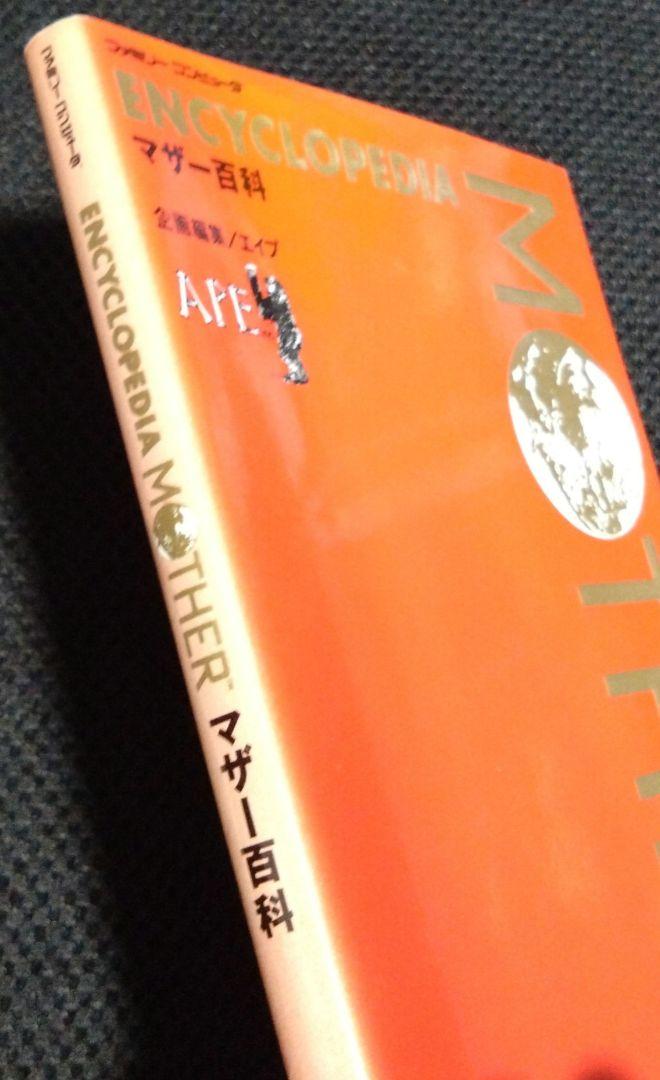 ファミリーコンピュータ
ENCYCLOPEDIA
マザー百科
企画編集/エイプ
APE
MOTH
ファミリーコンピュータ
ENCYCLOPEDIA MOTHER™ マザー百科